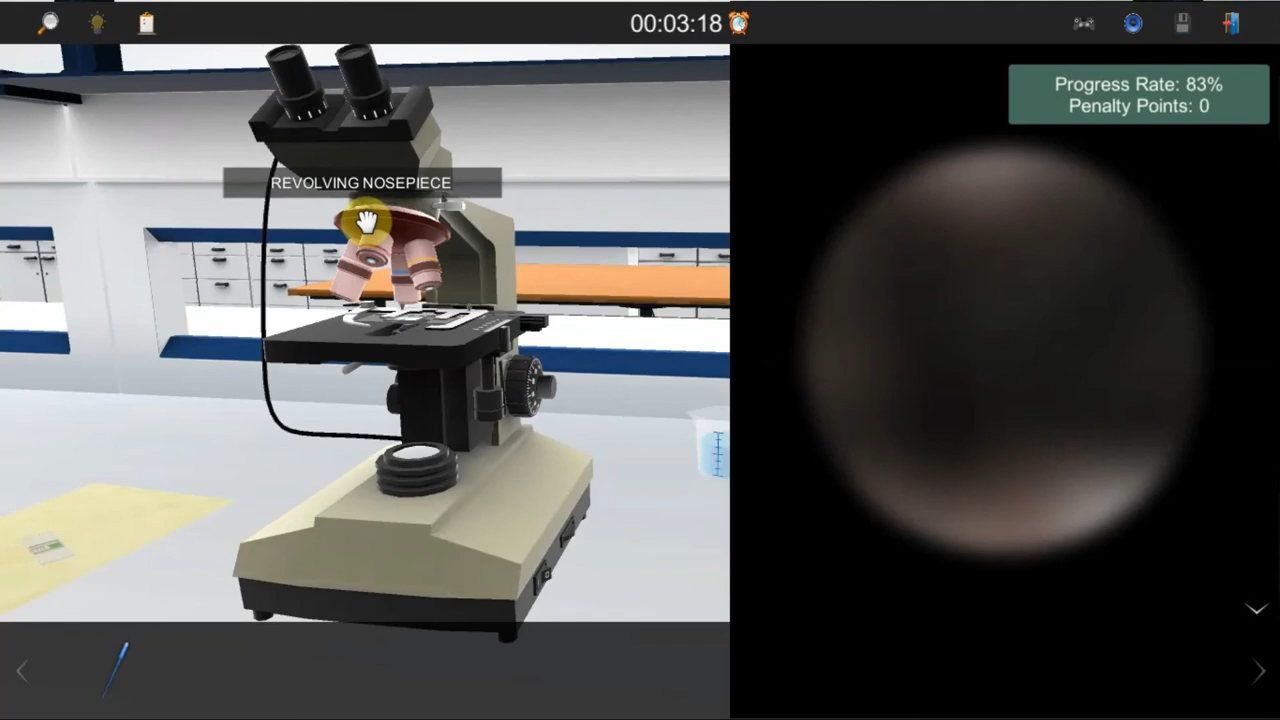 00:03:18
Progress Rate: 83%
Penalty Points: 0
REVOLVING NOSEPIECE